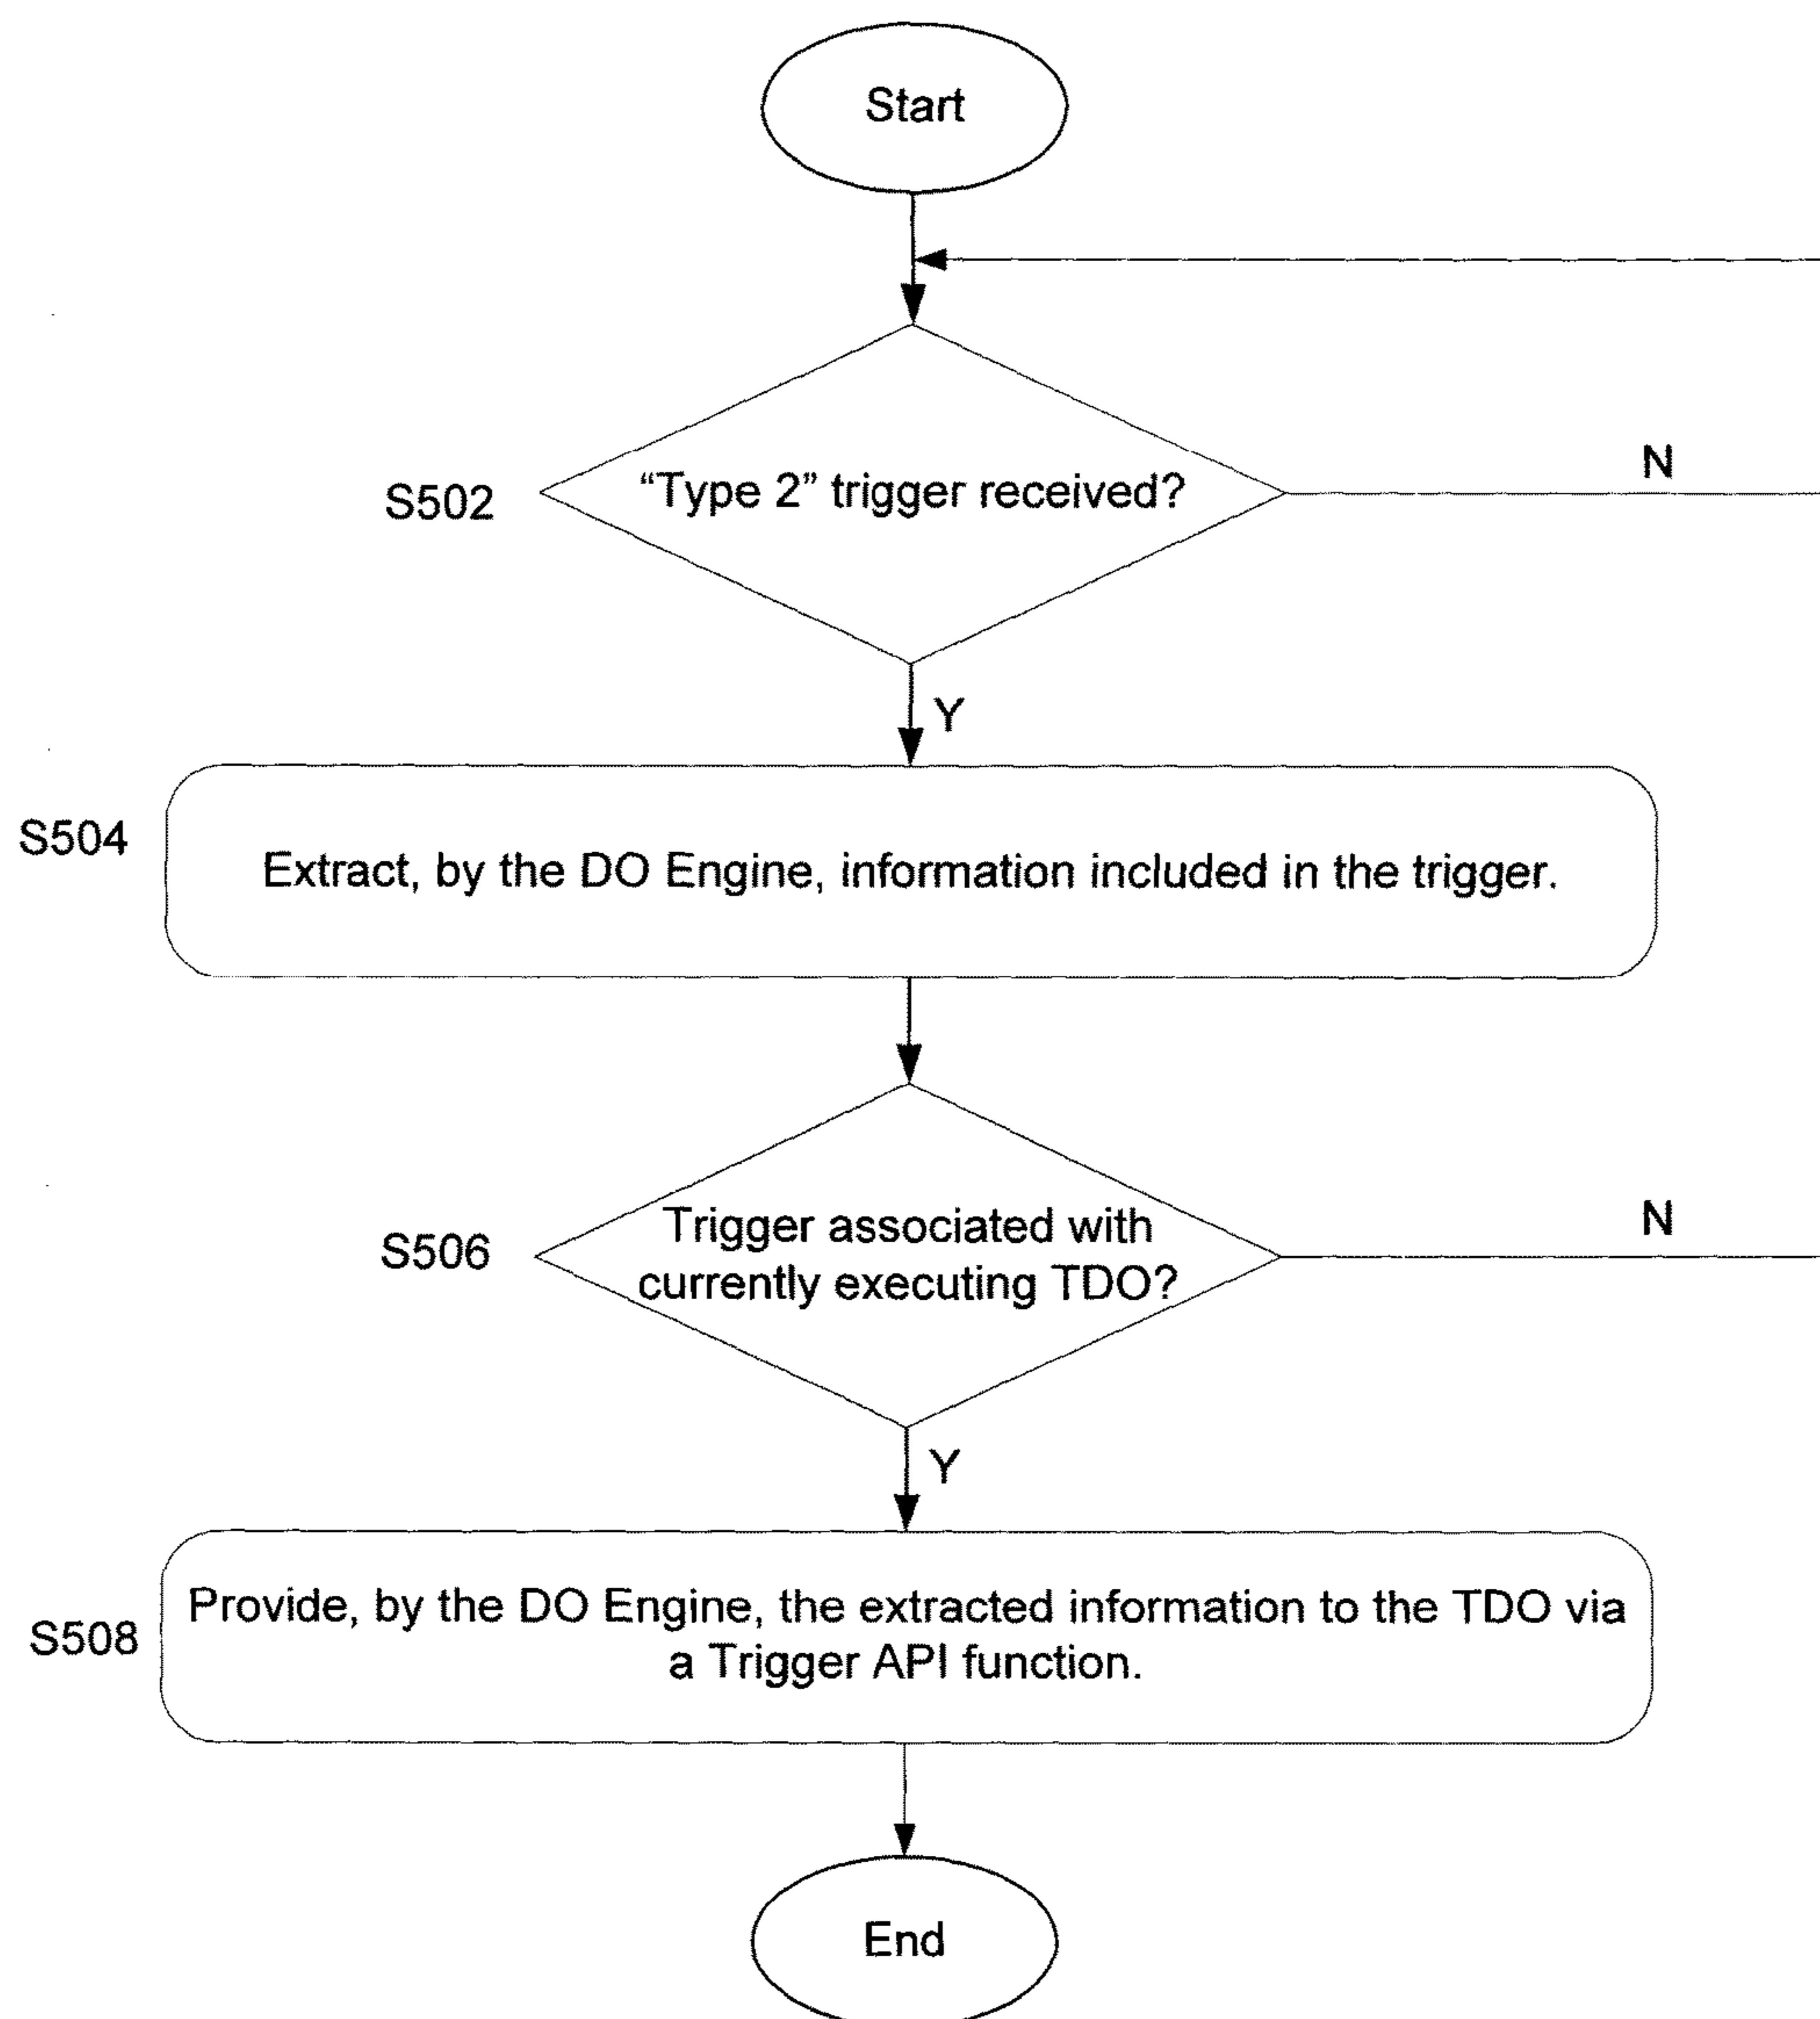 Start
S502
“Type 2” trigger received?
N
Y
S504
Extract, by the DO Engine, information included in the trigger.
S506
Trigger associated with
currently executing TDO?
N
Y
S508
Provide, by the DO Engine, the extracted information to the TDO via
a Trigger API function.
End